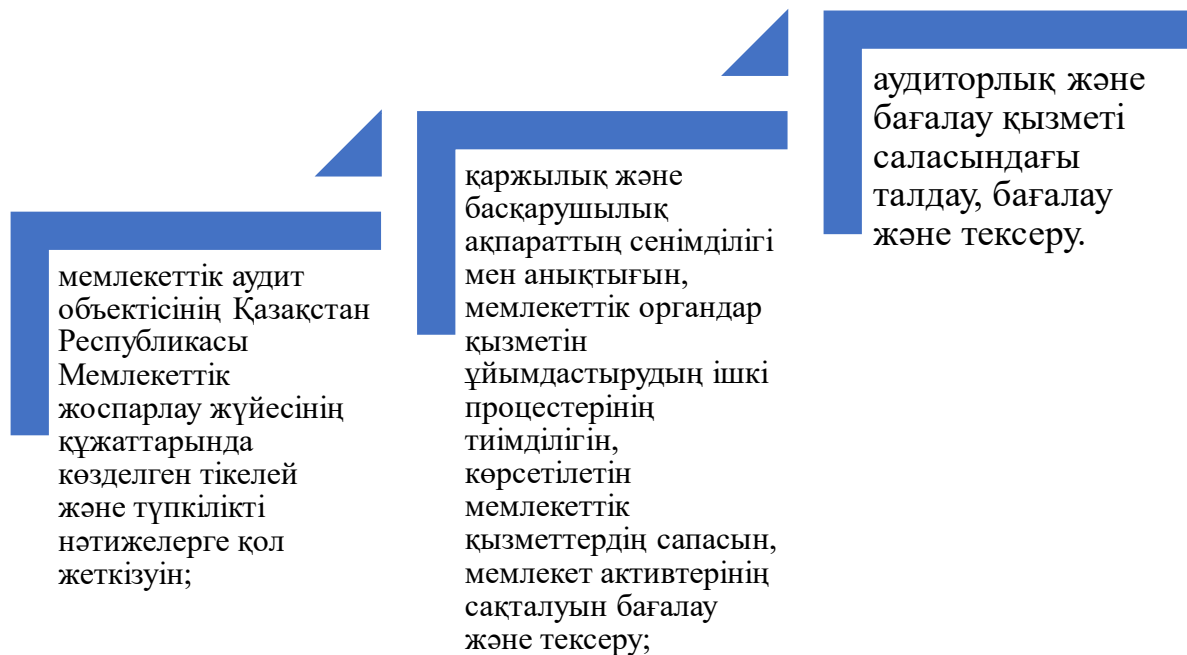 мемлекеттік аудит
объектісінің Қазақстан
Республикасы
Мемлекеттік
жоспарлау жүйесінің
құжаттарында
көзделген тікелей
және түпкілікті
нәтижелерге қол
жеткізуін;
қаржылық және
басқарушылық
ақпараттың сенімділігі
мен анықтығын,
мемлекеттік органдар
қызметін
ұйымдастырудың ішкі
процестерінің
тиімділігін,
көрсетілетін
мемлекеттік
қызметтердің сапасын,
мемлекет активтерінің
сақталуын бағалау
және тексеру;
аудиторлық және
бағалау қызметі
саласындағы
талдау, бағалау
және тексеру.